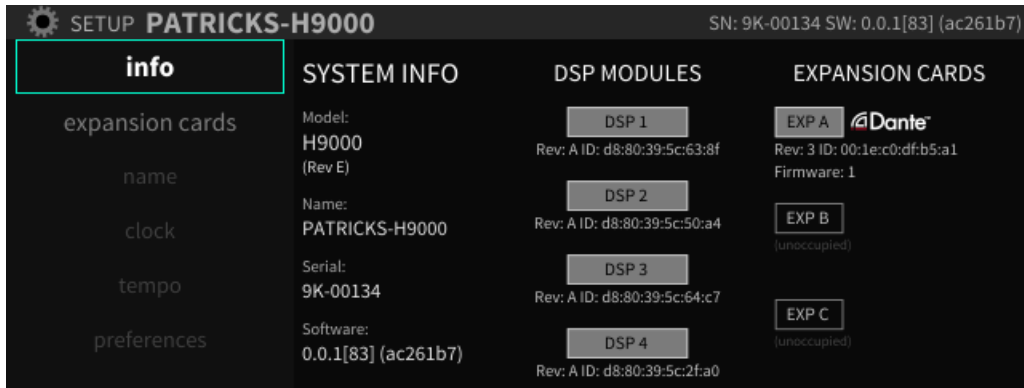 SETUP PATRICKS-H9000
SN: 9K-00134 SW: 0.0.1[83] (ac261b7)
info
expansion cards
name
clock
tempo
preferences
SYSTEM INFO
Model:
H9000
(Rev E)
Name:
PATRICKS-H9000
Serial:
9K-00134
Software:
0.0.1[83] (ac261b7)
DSP MODULES
DSP 1
Rev: A ID: d8:80:39:5c:63:8f
DSP 2
Rev: A ID: d8:80:39:5c:50:a4
DSP 3
Rev: A ID: d8:80:39:5c:64:c7
DSP 4
Rev: A ID: d8:80:39:5c:2f:a0
EXPANSION CARDS
EXP A Dante™
Rev: 3 ID: 00:1e:c0:df:b5:a1
Firmware: 1
EXP B
(unoccupied)
EXP C
(unoccupied)